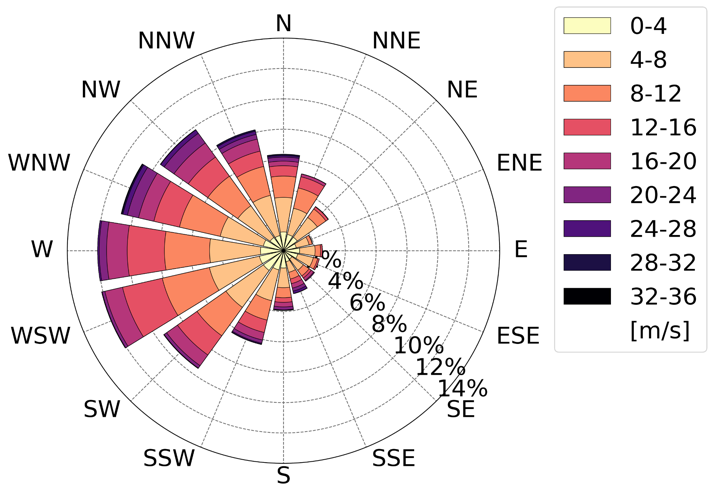 N
NNE
NE
ENE
E
ESE
SE
SSE
S
SSW
SW
WSW
W
WNW
NW
NNW
%
4%
6%
8%
10%
12%
14%
0-4
4-8
8-12
12-16
16-20
20-24
24-28
28-32
32-36
[m/s]